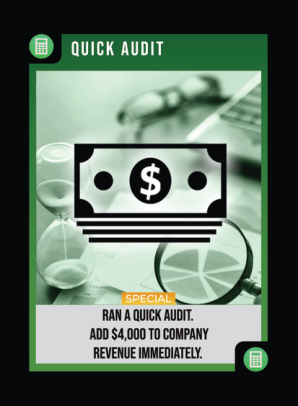 QUICK AUDIT
$
SPECIAL
RAN A QUICK AUDIT.
ADD $4,000 TO COMPANY
REVENUE IMMEDIATELY.